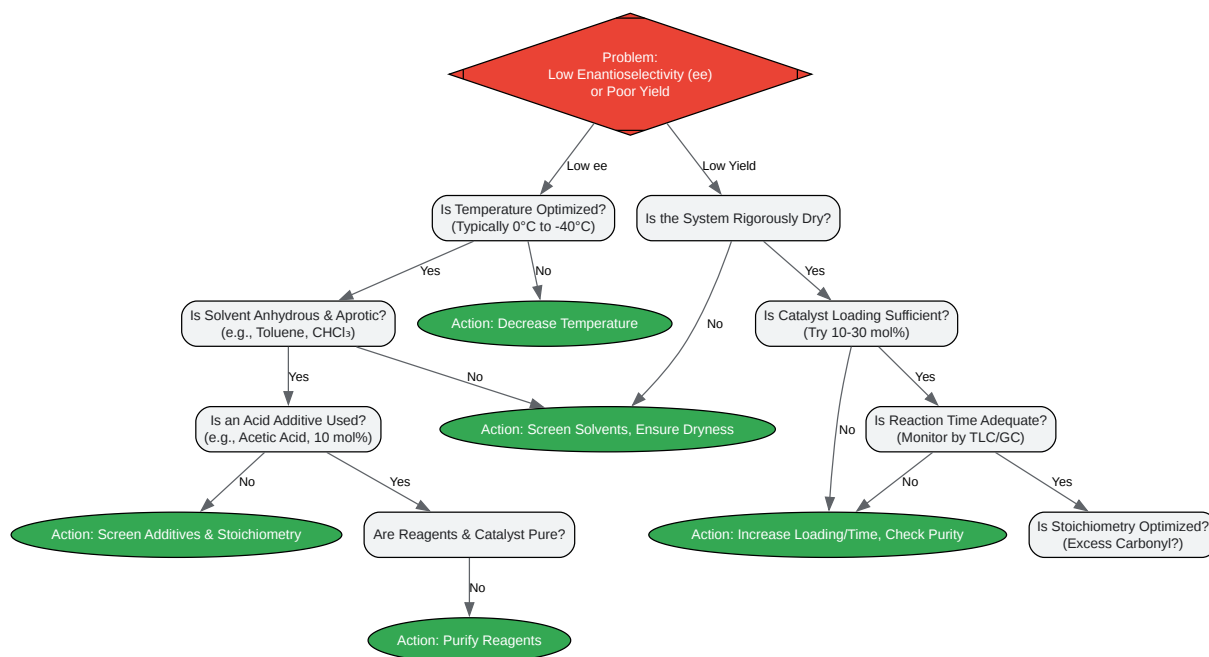 Problem:
Low Enantioselectivity (ee)
or Poor Yield
Low ee
Low Yield
Is Temperature Optimized?
(Typically 0°C to -40°C)
Is the System Rigorously Dry?
Yes
No
Yes
Is Solvent Anhydrous & Aprotic?
(e.g., Toluene, CHCl₃)
Action: Decrease Temperature
No
Is Catalyst Loading Sufficient?
(Try 10-30 mol%)
Yes
No
Yes
Is an Acid Additive Used?
(e.g., Acetic Acid, 10 mol%)
Action: Screen Solvents, Ensure Dryness
No
Is Reaction Time Adequate?
(Monitor by TLC/GC)
No
Yes
No
Yes
Action: Screen Additives & Stoichiometry
Are Reagents & Catalyst Pure?
Action: Increase Loading/Time, Check Purity
Is Stoichiometry Optimized?
(Excess Carbonyl?)
No
Action: Purify Reagents